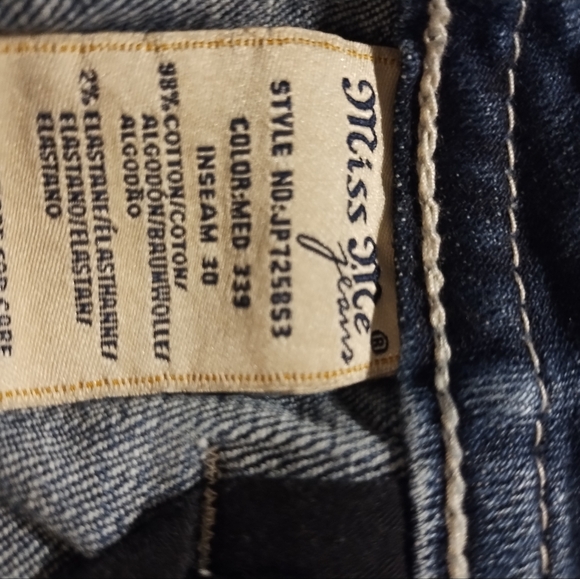 Miss Me®
Jeans
STYLE NO:JP7258S3
COLOR:MED 339
INSEAM 30
98% COTTON/COTON/
ALGODÓN/BAUMWOLLE/
ALGODÃO
2% ELASTANE/ÉLASTHANNE/
ELASTANO/ELASTAN/
ELASTANO
CARE